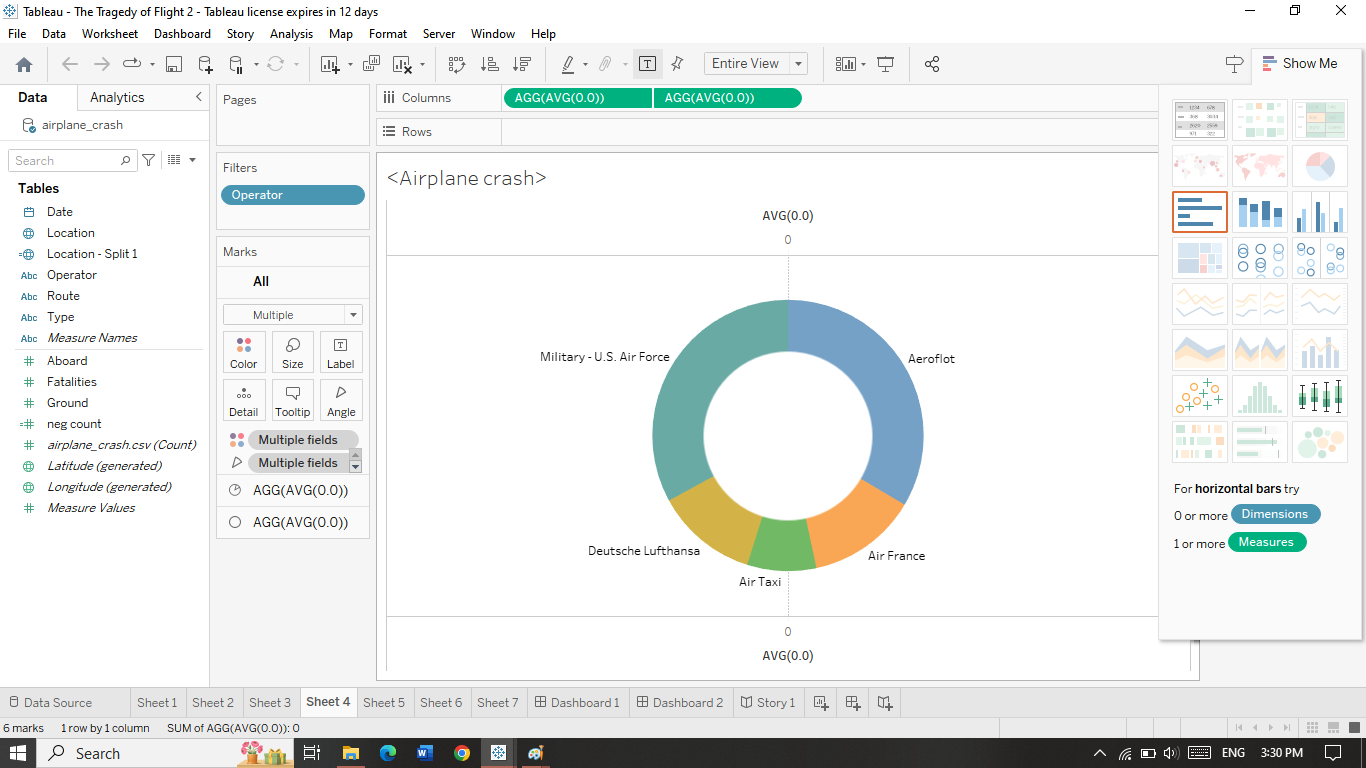 Tableau - The Tragedy of Flight 2 - Tableau license expires in 12 days
File Data Worksheet Dashboard Story Analysis Map Format Server Window Help
Entire View
Show Me
Data Analytics
airplane_crash
Search
Tables
Date
Location
Location - Split 1
Abc Operator
Abc Route
Abc Type
Abc Measure Names
Aboard
Fatalities
Ground
neg count
airplane_crash.csv (Count)
Latitude (generated)
Longitude (generated)
Measure Values
Pages
Filters
Operator
Marks
All
Multiple
Color Size Label
Detail Tooltip Angle
Multiple fields
Multiple fields
AGG(AVG(0.0))
AGG(AVG(0.0))
Columns AGG(AVG(0.0)) AGG(AVG(0.0))
Rows
<Airplane crash>
AVG(0.0)
0
Military - U.S. Air Force
Aeroflot
Deutsche Lufthansa
Air France
Air Taxi
0
AVG(0.0)
For horizontal bars try
0 or more Dimensions
1 or more Measures
Data Source Sheet 1 Sheet 2 Sheet 3 Sheet 4 Sheet 5 Sheet 6 Sheet 7 Dashboard 1 Dashboard 2 Story 1
6 marks 1 row by 1 column SUM of AGG(AVG(0.0)): 0
Search
ENG 3:30 PM